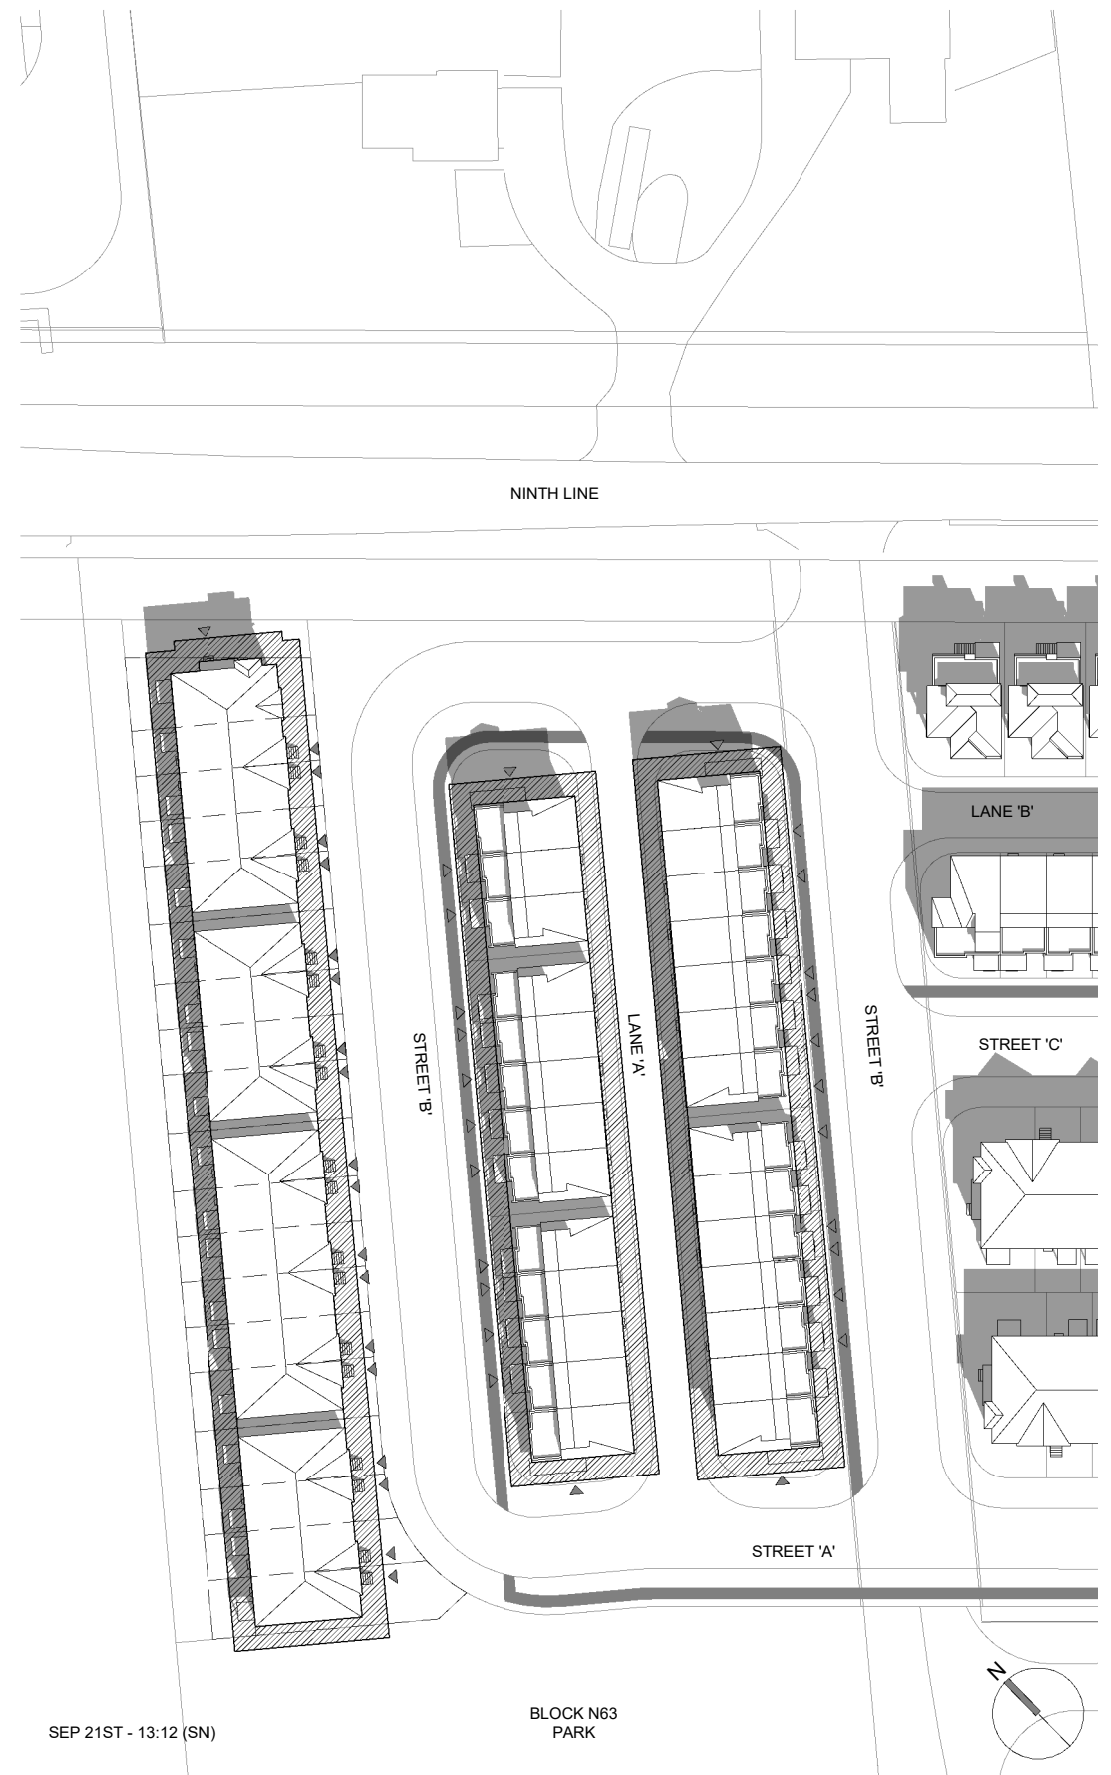 NINTH LINE
LANE 'B'
STREET 'C'
STREET 'B'
LANE 'A'
STREET 'B'
STREET 'A'
N
BLOCK N63
PARK
SEP 21ST - 13:12 (SN)